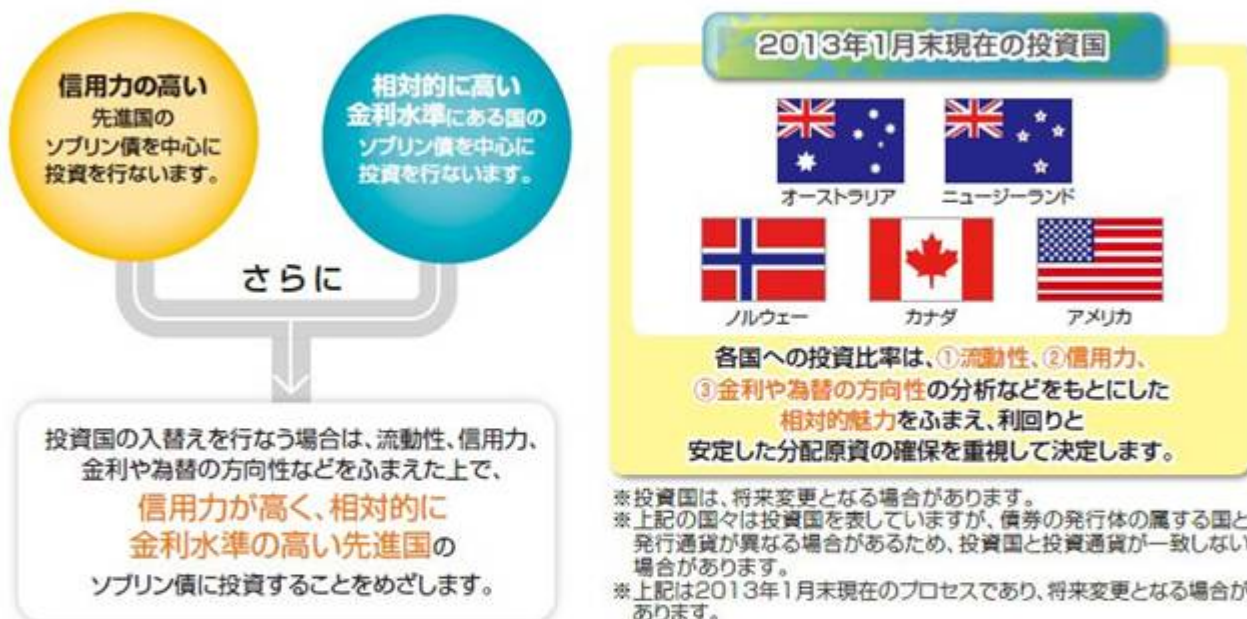 信用力の高い
先進国の
ソブリン債を中心に
投資を行ないます。
相対的に高い
金利水準にある国の
ソブリン債を中心に
投資を行ないます。
さらに
投資国の入替えを行なう場合は、流動性、信用力、
金利や為替の方向性などをふまえた上で、
信用力が高く、相対的に
金利水準の高い先進国の
ソブリン債に投資することをめざします。
2013年1月末現在の投資国
オーストラリア
ニュージーランド
ノルウェー
カナダ
アメリカ
各国への投資比率は、①流動性、②信用力、
③金利や為替の方向性の分析などをもとにした
相対的魅力をふまえ、利回りと
安定した分配原資の確保を重視して決定します。
※投資国は、将来変更となる場合があります。
※上記の国々は投資国を表していますが、債券の発行体の属する国と
発行通貨が異なる場合があるため、投資国と投資通貨が一致しない
場合があります。
※上記は2013年1月末現在のプロセスであり、将来変更となる場合が
あります。